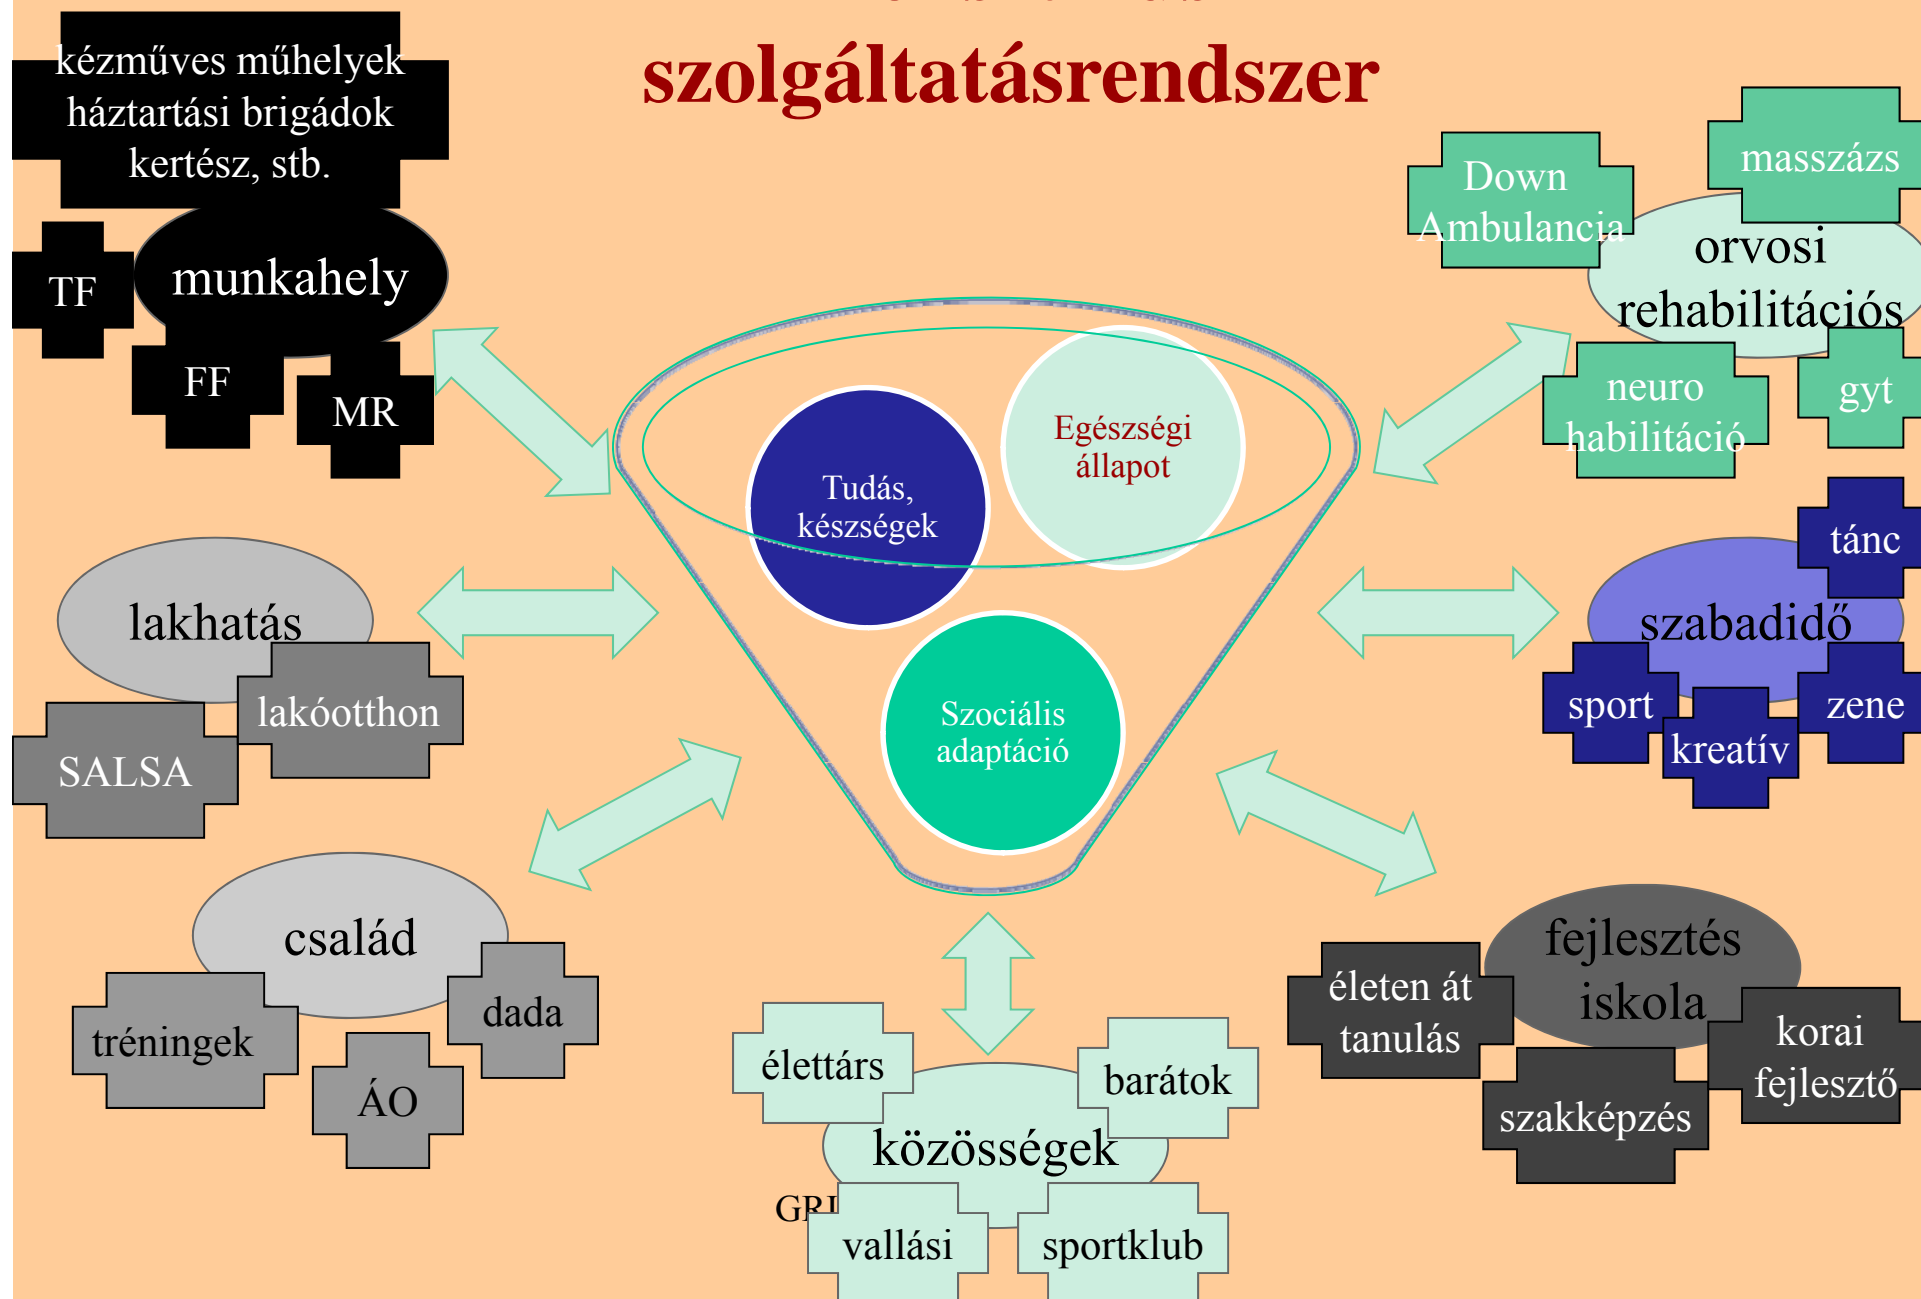 szolgáltatásrendszer
kézműves műhelyek
háztartási brigádok
kertész, stb.
munkahely
TF
FF
MR
Down
Ambulancia
masszázs
orvosi
rehabilitációs
neuro
habilitáció
gyt
Tudás,
készségek
Egészségi
állapot
Szociális
adaptáció
lakhatás
lakóotthon
SALSA
tánc
szabadidő
sport
kreatív
zene
család
tréningek
ÁO
dada
élettárs
barátok
közösségek
vallási
sportklub
fejlesztés
iskola
életen át
tanulás
szakképzés
korai
fejlesztő